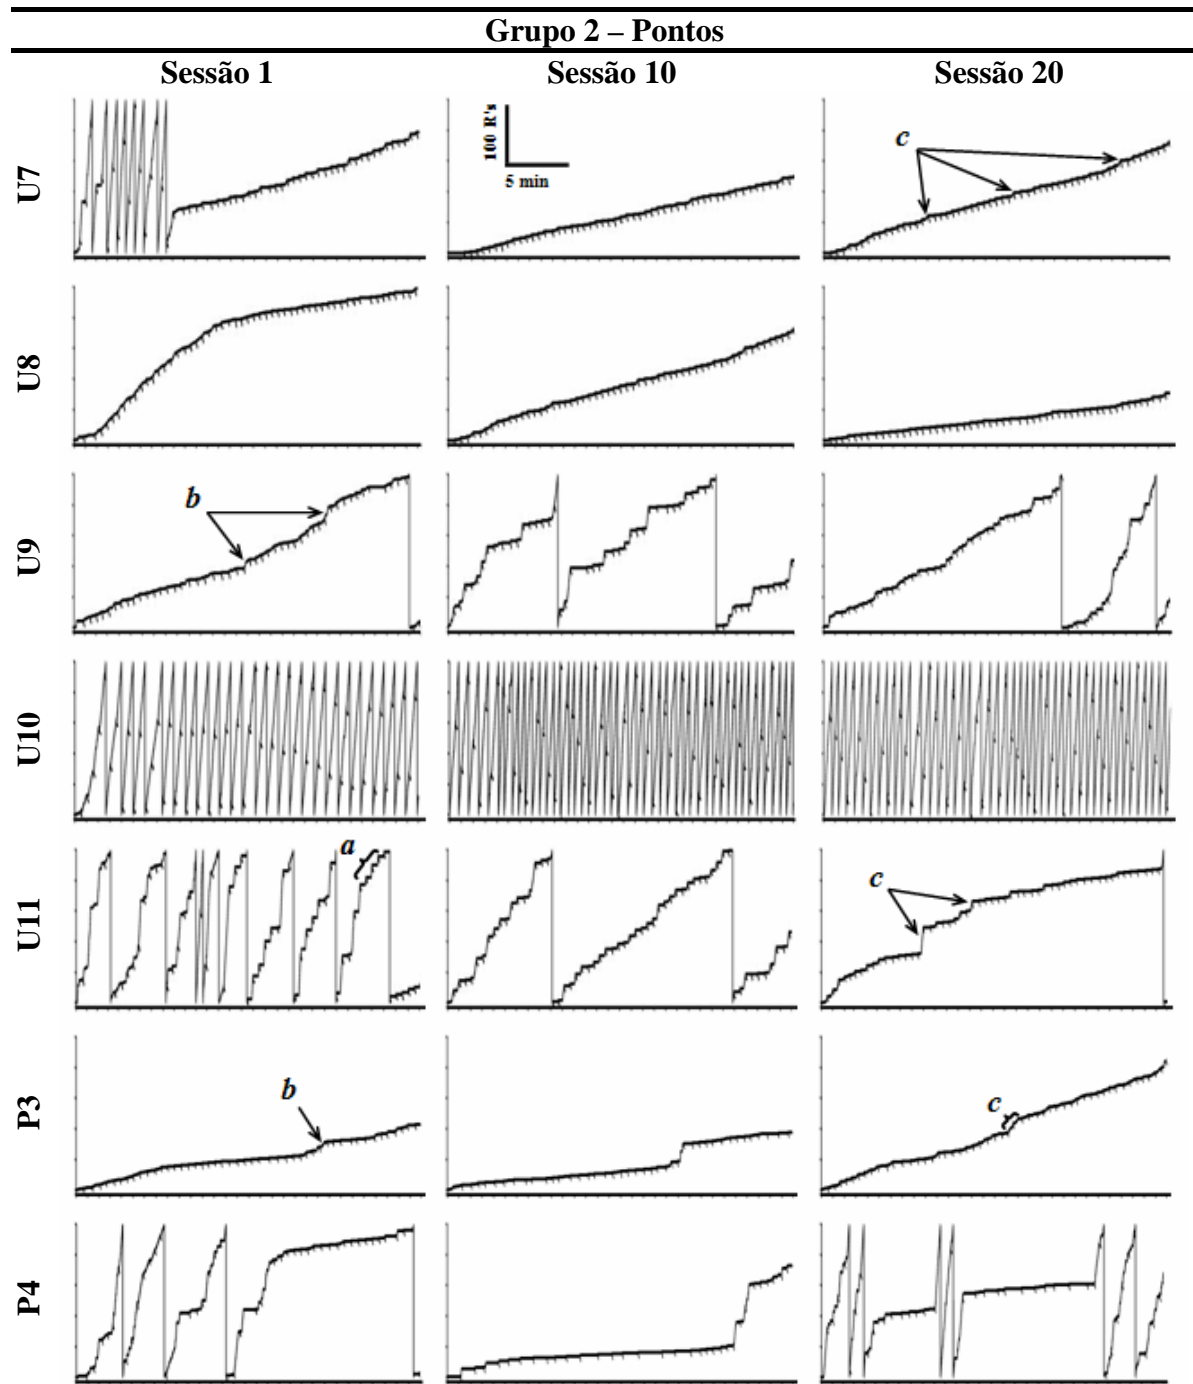 Grupo 2 – Pontos
Sessão 1 Sessão 10 Sessão 20
U7
100 R's
5 min
c
U8
U9
b
U10
U11
a
c
P3
b
c
P4